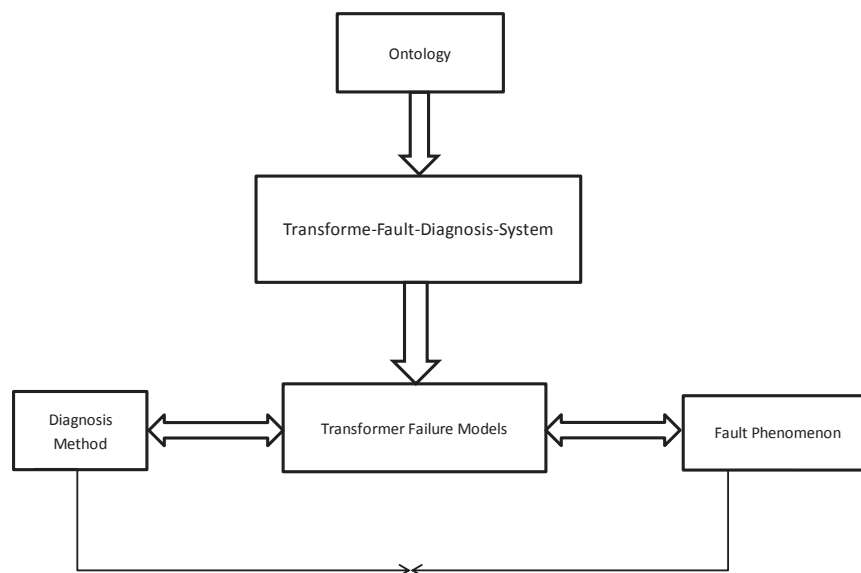 Ontology
Transforme-Fault-Diagnosis-System
Diagnosis
Method
Transformer Failure Models
Fault Phenomenon